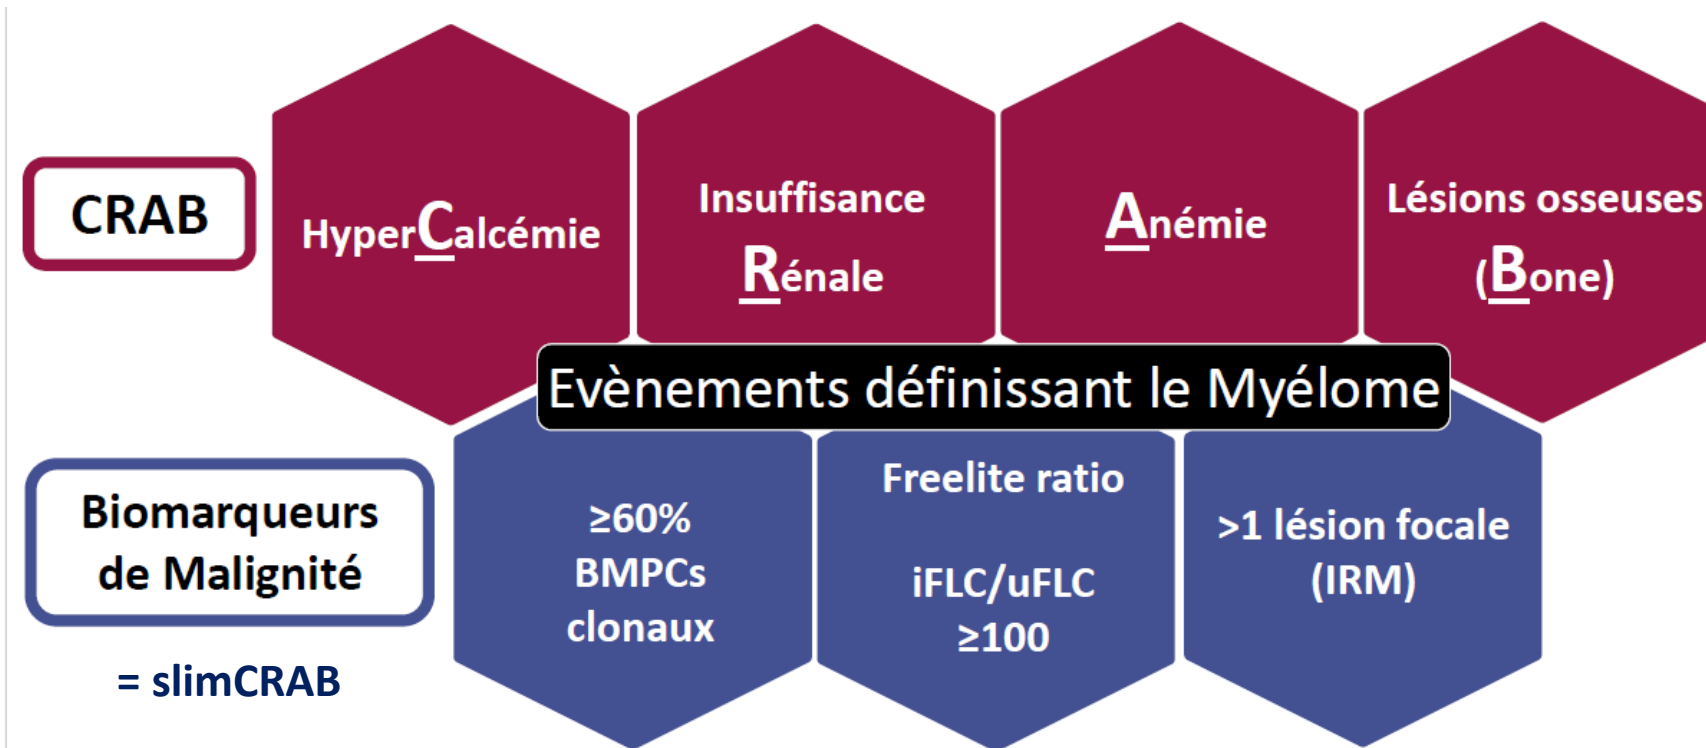 CRAB
HyperCalcémie
Insuffisance
Rénale
Anémie
Lésions osseuses
(Bone)
Evènements définissant le Myélome
Biomarqueurs
de Malignité
= slimCRAB
≥60%
BMPCs
clonaux
Freelite ratio
iFLC/uFLC
≥100
>1 lésion focale
(IRM)